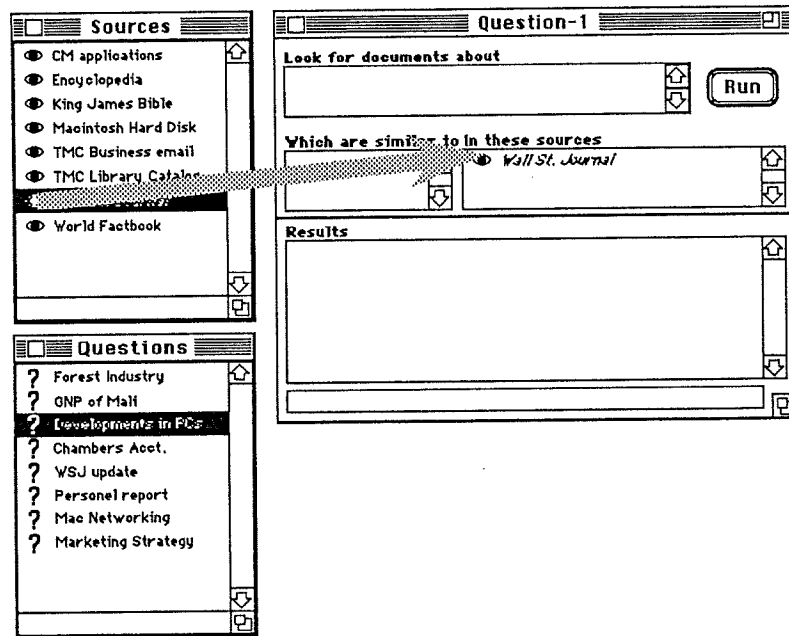 Sources
CM applications
Encyclopedia
King James Bible
Macintosh Hard Disk
TMC Business email
TMC Library Catalog
World Factbook
Questions
? Forest Industry
? GNP of Mali
? Developments in PCs
? Chambers Acct.
? WSJ update
? Personel report
? Mac Networking
? Marketing Strategy
Question-1
Look for documents about
Run
Which are similar to In these sources
Wall St. Journal
Results